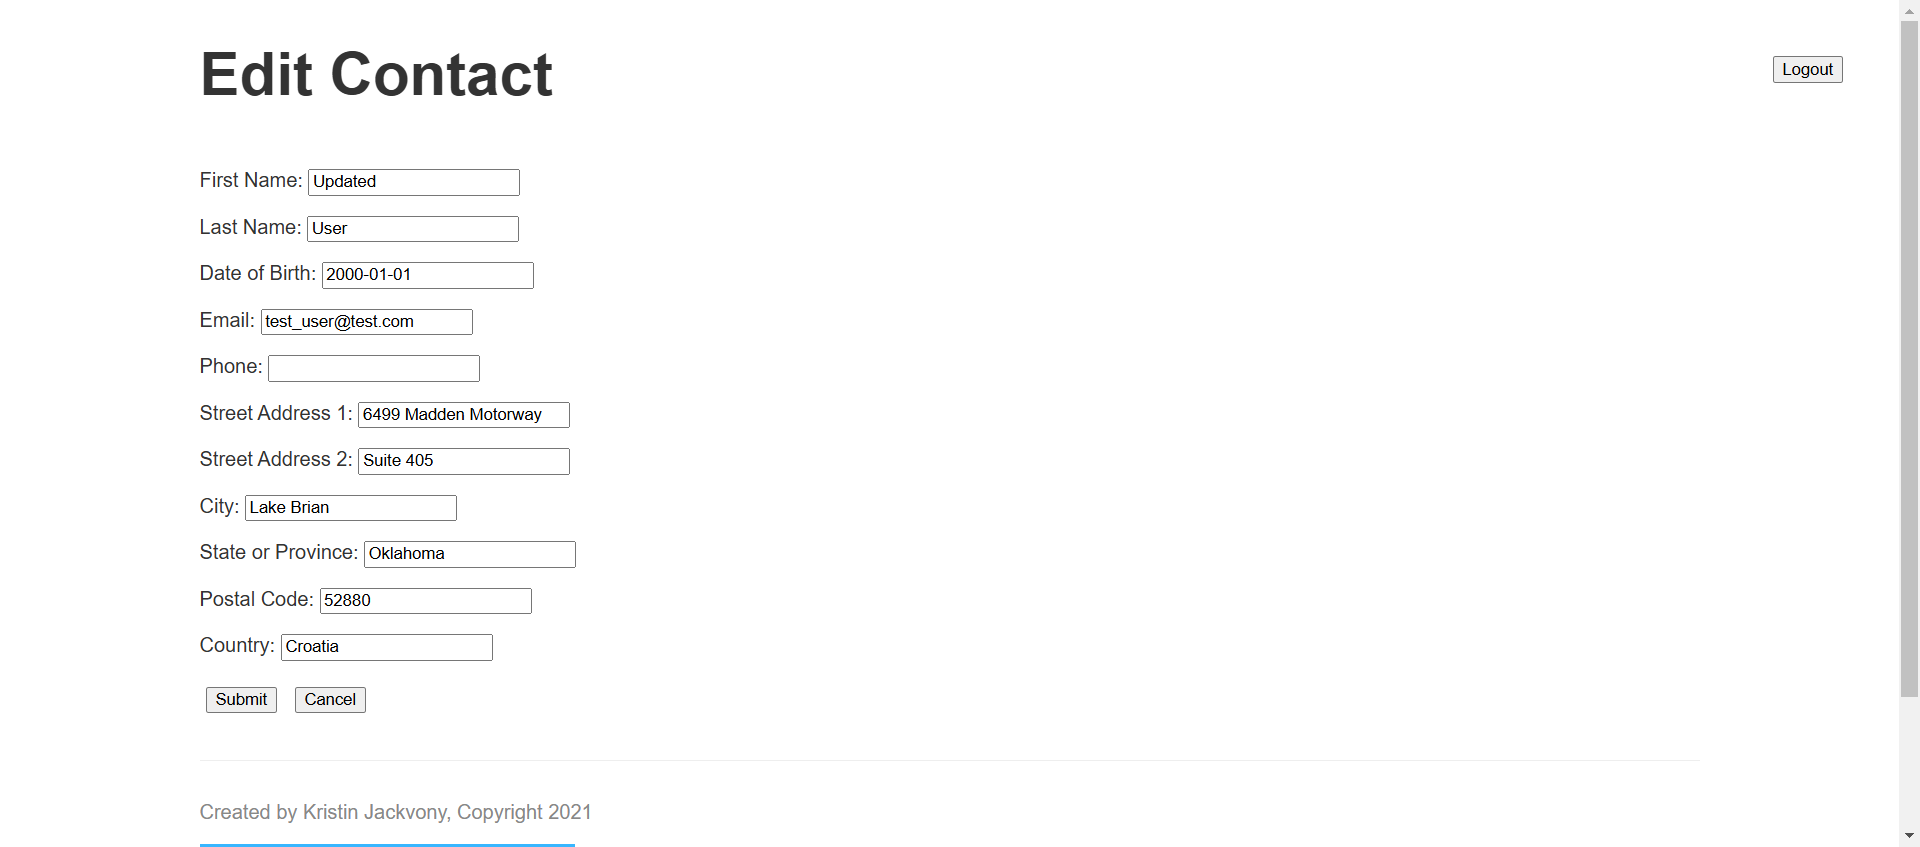 Edit Contact
Logout
First Name: Updated
Last Name: User
Date of Birth: 2000-01-01
Email: test_user@test.com
Phone:
Street Address 1: 6499 Madden Motorway
Street Address 2: Suite 405
City: Lake Brian
State or Province: Oklahoma
Postal Code: 52880
Country: Croatia
Submit Cancel
Created by Kristin Jackvony, Copyright 2021